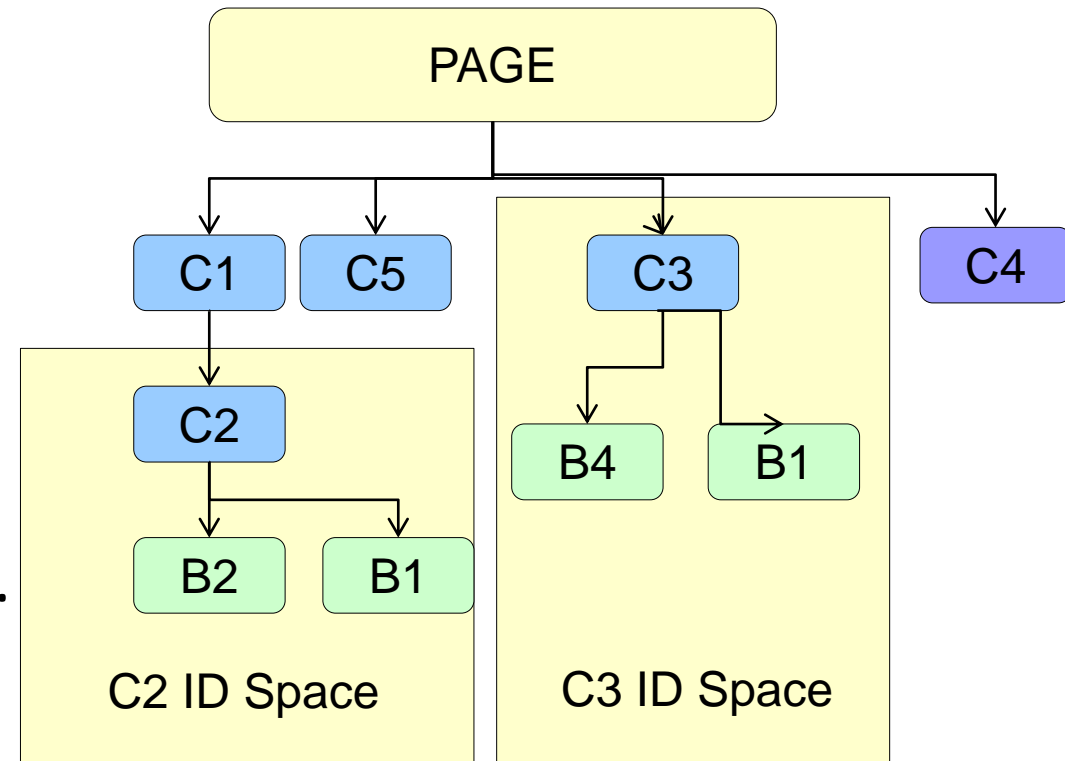 PAGE
C1
C5
C3
C4
C2
B4
B1
B2
B1
.
C2 ID Space
C3 ID Space